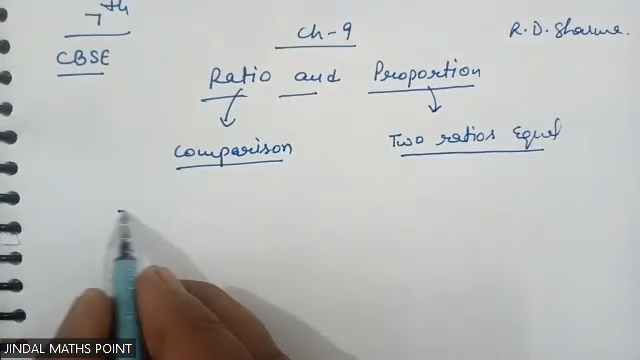 7th
Ch-9
R.D. Sharma.
CBSE
Ratio and Proportion
Comparison
Two ratios Equal
JINDAL MATHS POINT